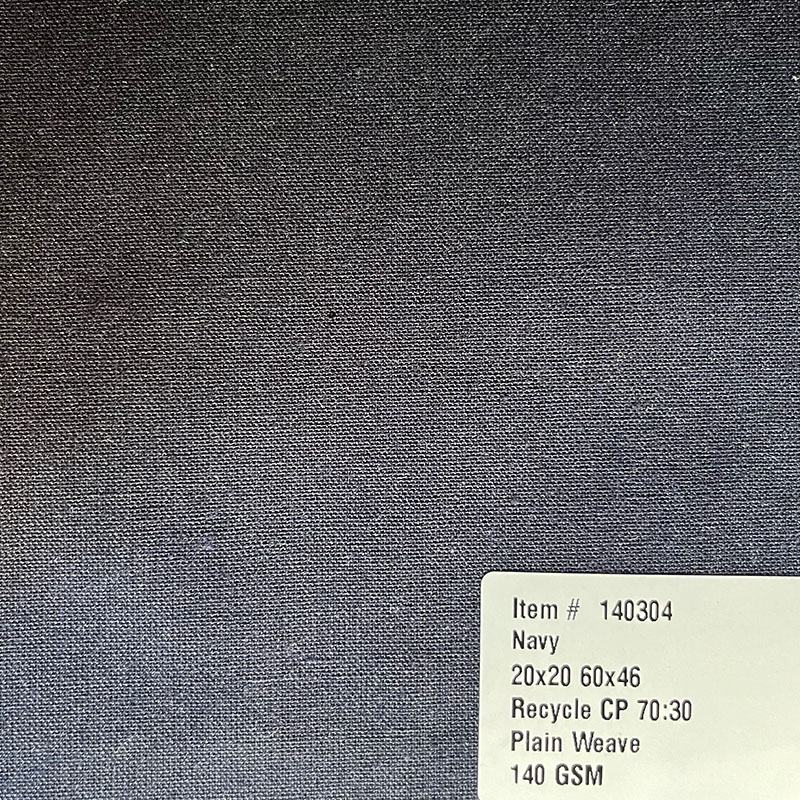 Item # 140304
Navy
20x20 60x46
Recycle CP 70:30
Plain Weave
140 GSM